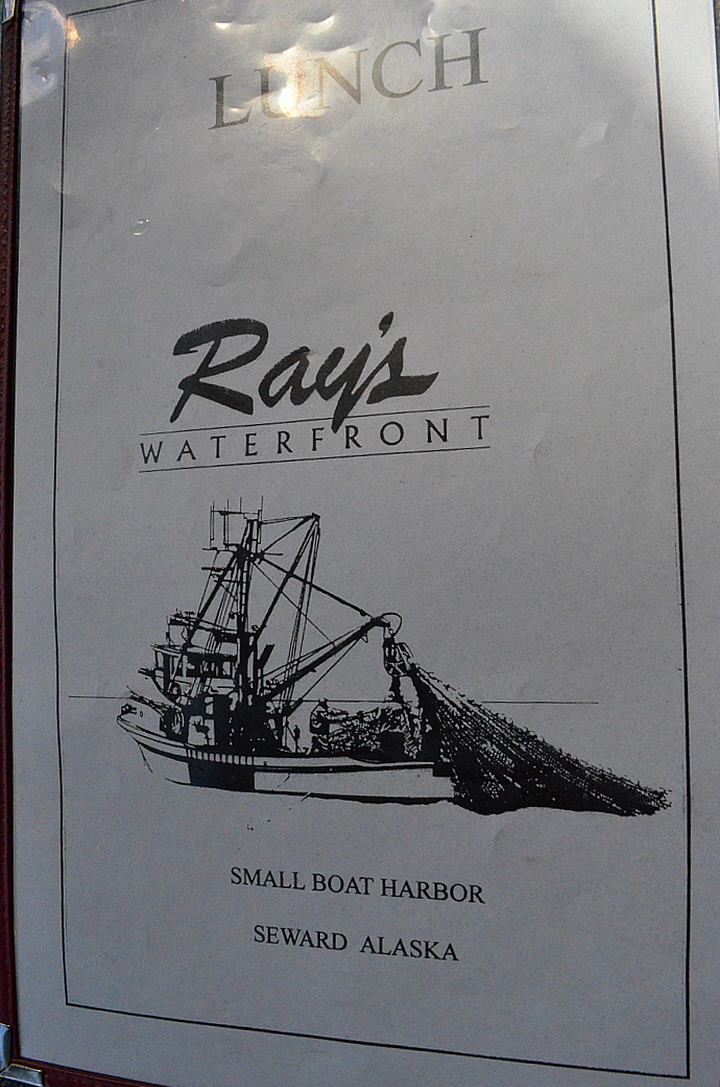 LUNCH
Ray's
WATERFRONT
SMALL BOAT HARBOR
SEWARD ALASKA